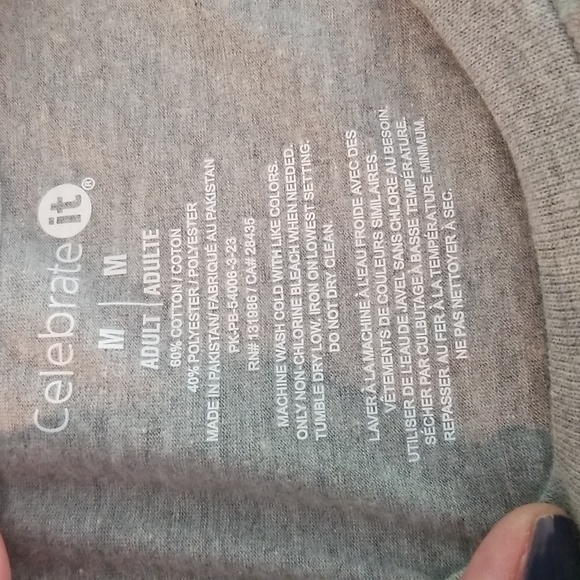 Celebrate it®
M | M
ADULT | ADULTE
60% COTTON / COTON
40% POLYESTER / POLYESTER
MADE IN PAKISTAN/ FABRIQUÉ AU PAKISTAN
PK-PB-54006-3-23
RN# 131986 / CA# 28435
MACHINE WASH COLD WITH LIKE COLORS.
ONLY NON-CHLORINE BLEACH WHEN NEEDED.
TUMBLE DRY LOW. IRON ON LOWEST SETTING.
DO NOT DRY CLEAN.
LAVER À LA MACHINE À L'EAU FROIDE AVEC DES
VÊTEMENTS DE COULEURS SIMILAIRES.
UTILISER DE L'EAU DE JAVEL SANS CHLORE AU BESOIN.
SÉCHER PAR CULBUTAGE À BASSE TEMPÉRATURE.
REPASSER AU FER À LA TEMPÉRATURE MINIMUM.
NE PAS NETTOYER À SEC.